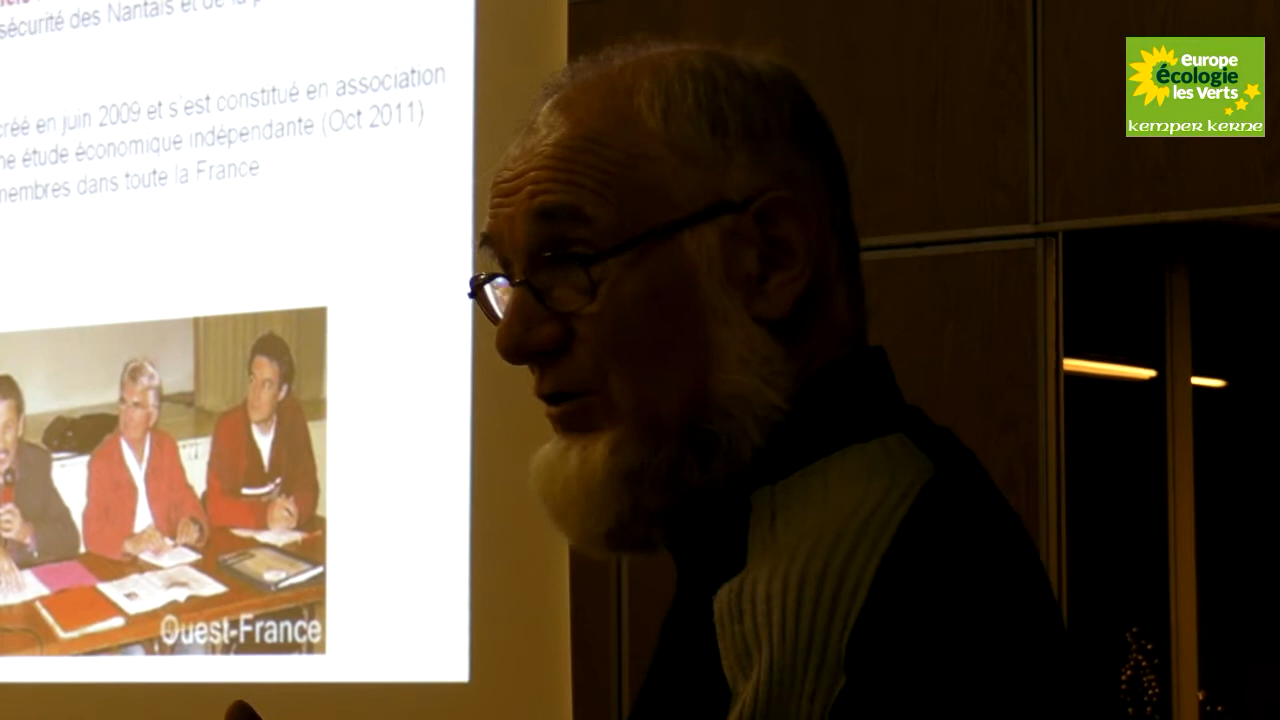 sécurité des Nantais et de la
créé en juin 2009 et s'est constitué en association
ne étude économique indépendante (Oct 2011)
membres dans toute la France
Ouest-France
europe
écologie
les verts
kemper kerne